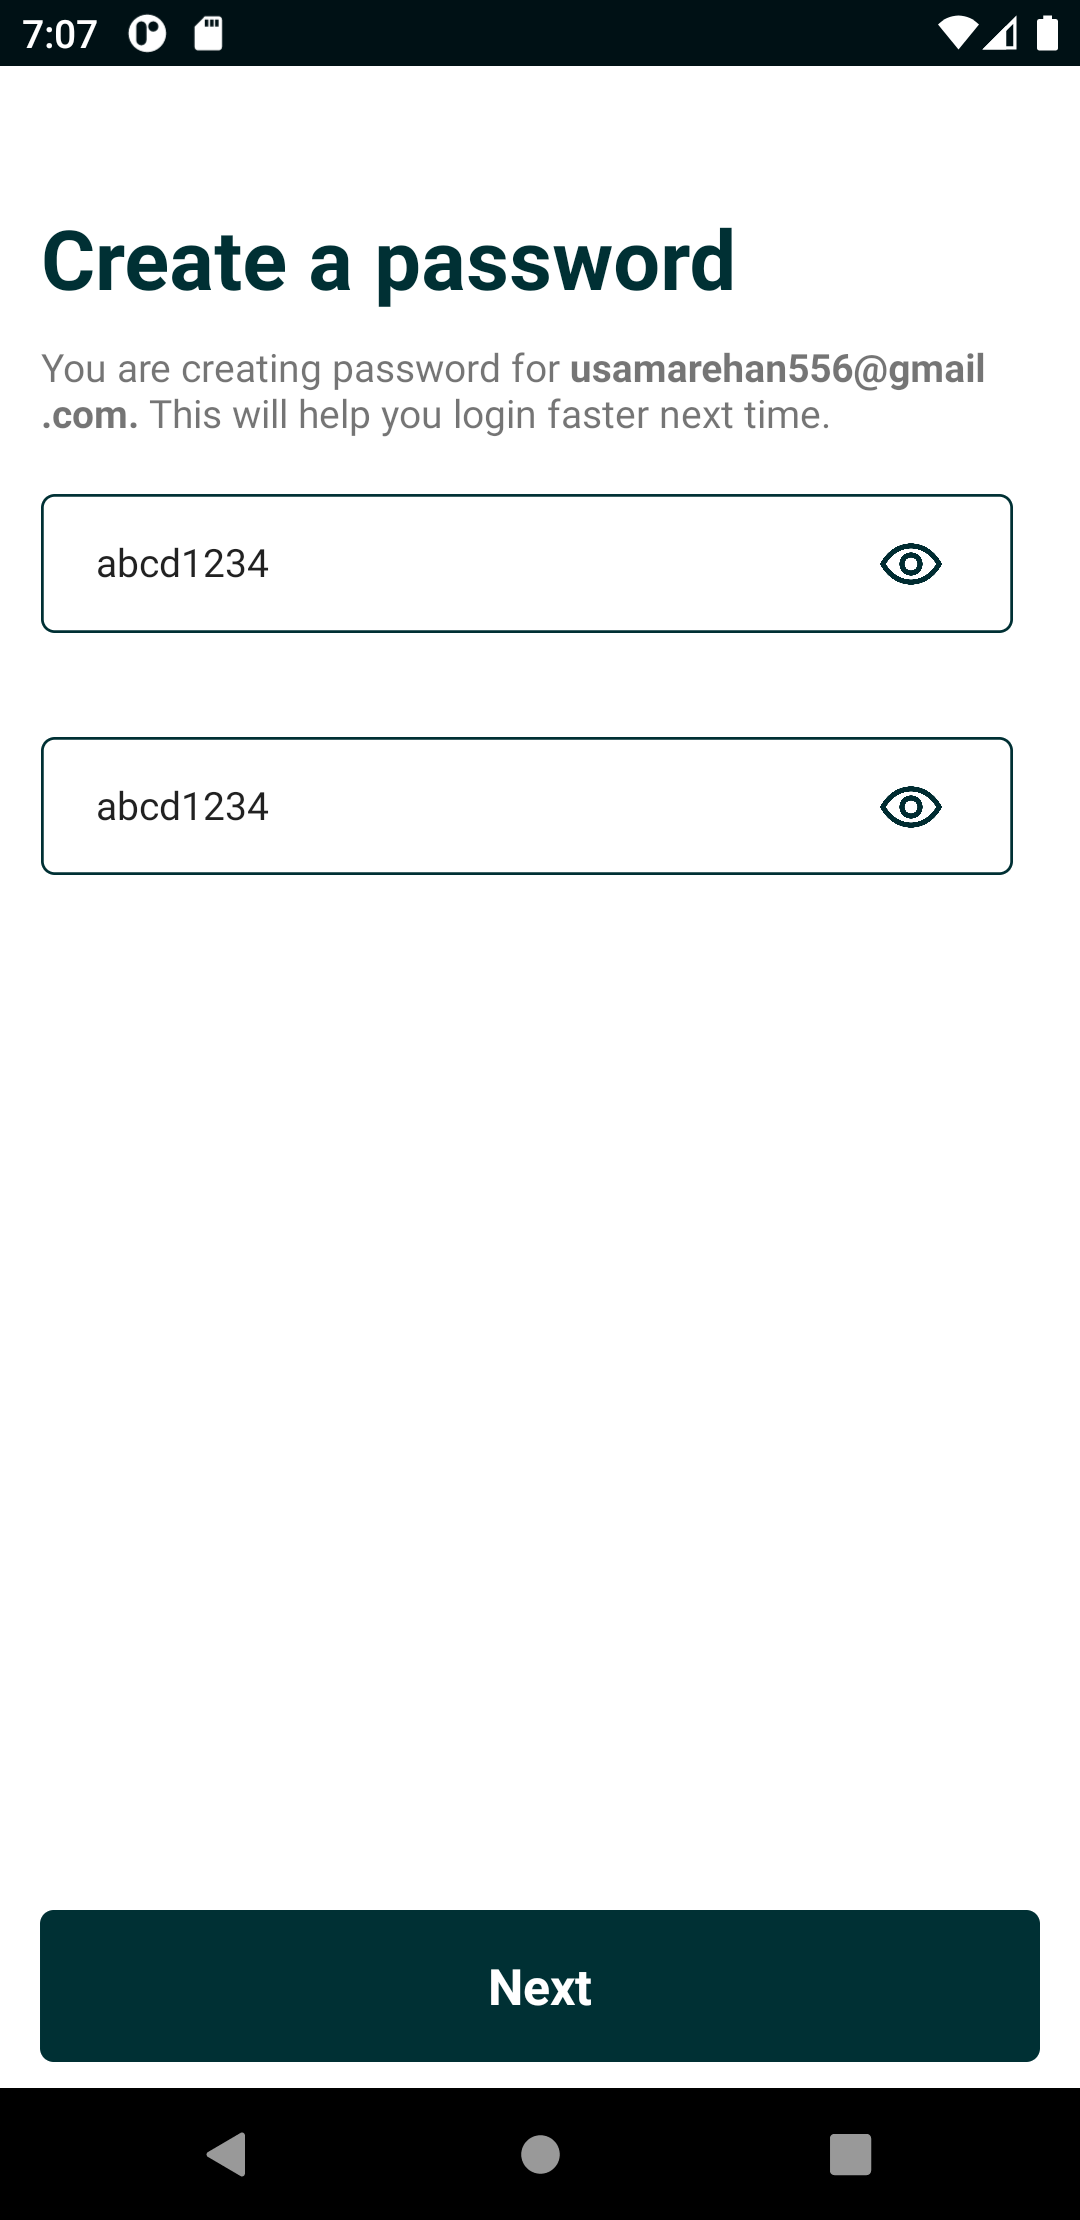 7:07
Create a password
You are creating password for usamarehan556@gmail
.com. This will help you login faster next time.
abcd1234
abcd1234
Next